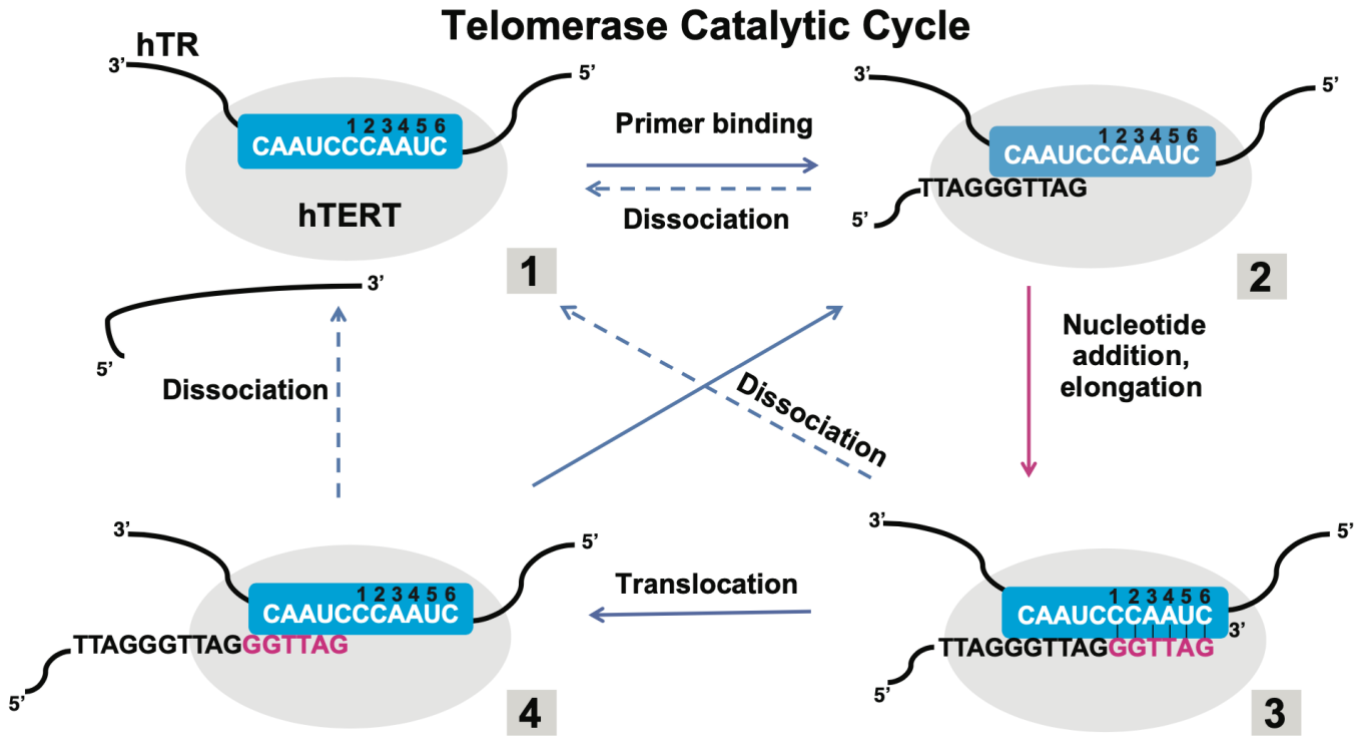 Telomerase Catalytic Cycle
hTR
3’
5’
1 2 3 4 5 6
CAAUCCCAAUC
hTERT
1
Primer binding
Dissociation
3’
5’
1 2 3 4 5 6
CAAUCCCAAUC
TTAGGGTTAG
5’
2
3’
5’
Dissociation
Dissociation
Nucleotide
addition,
elongation
3’
5’
1 2 3 4 5 6
CAAUCCCAAUC
TTAGGGTTAGGGTTAG
5’
4
Translocation
3’
5’
1 2 3 4 5 6
CAAUCCCAAUC
3’
TTAGGGTTAGGGTTAG
5’
3